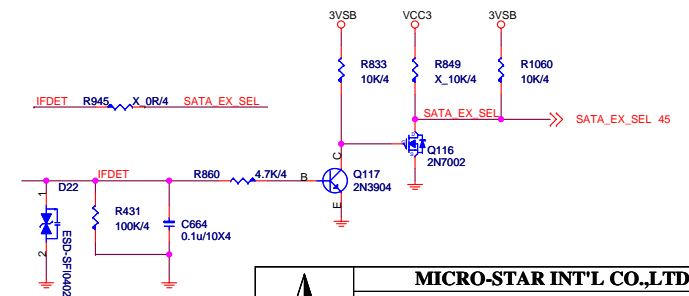 3VSB VCC3 3VSB
R833
10K/4
R849
X_10K/4
R1060
10K/4
IFDET R945 X_0R/4 SATA_EX_SEL
SATA_EX_SEL
SATA_EX_SEL 45
Q116
2N7002
IFDET
R860 4.7K/4
B
C
E
Q117
2N3904
1
D22
2
ESD-SFI0402
R431
100K/4
C664
0.1u/10X4
MICRO-STAR INT'L CO.,LTD